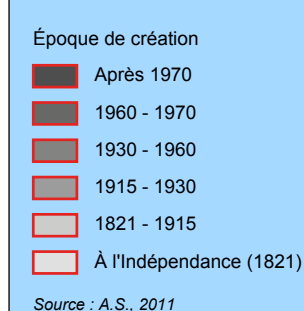 Époque de création
Après 1970
1960 - 1970
1930 - 1960
1915 - 1930
1821 - 1915
À l'Indépendance (1821)
Source : A.S., 2011